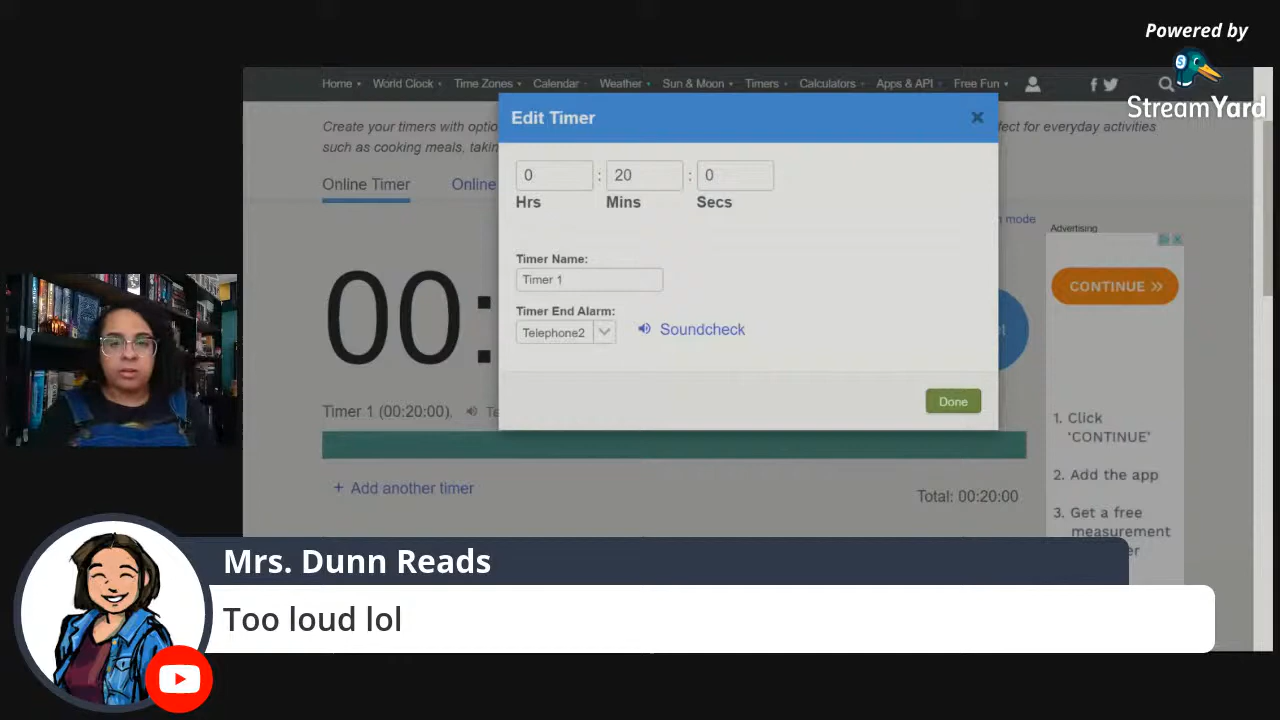 Powered by
StreamYard
Home World Clock Time Zones Calendar Weather Sun & Moon Timers Calculators Apps & API Free Fun
Create your timers with optio
fect for everyday activities
such as cooking meals, takin
Edit Timer
Online Timer
Online
0 : 20 : 0
Hrs Mins Secs
n mode
Advertising
CONTINUE >>
Timer Name:
Timer 1
Timer End Alarm:
Telephone2
Soundcheck
00:
Done
Timer 1 (00:20:00).
Te
+ Add another timer
Total: 00:20:00
1. Click
'CONTINUE'
2. Add the app
3. Get a free
measurement
er
Mrs. Dunn Reads
Too loud lol